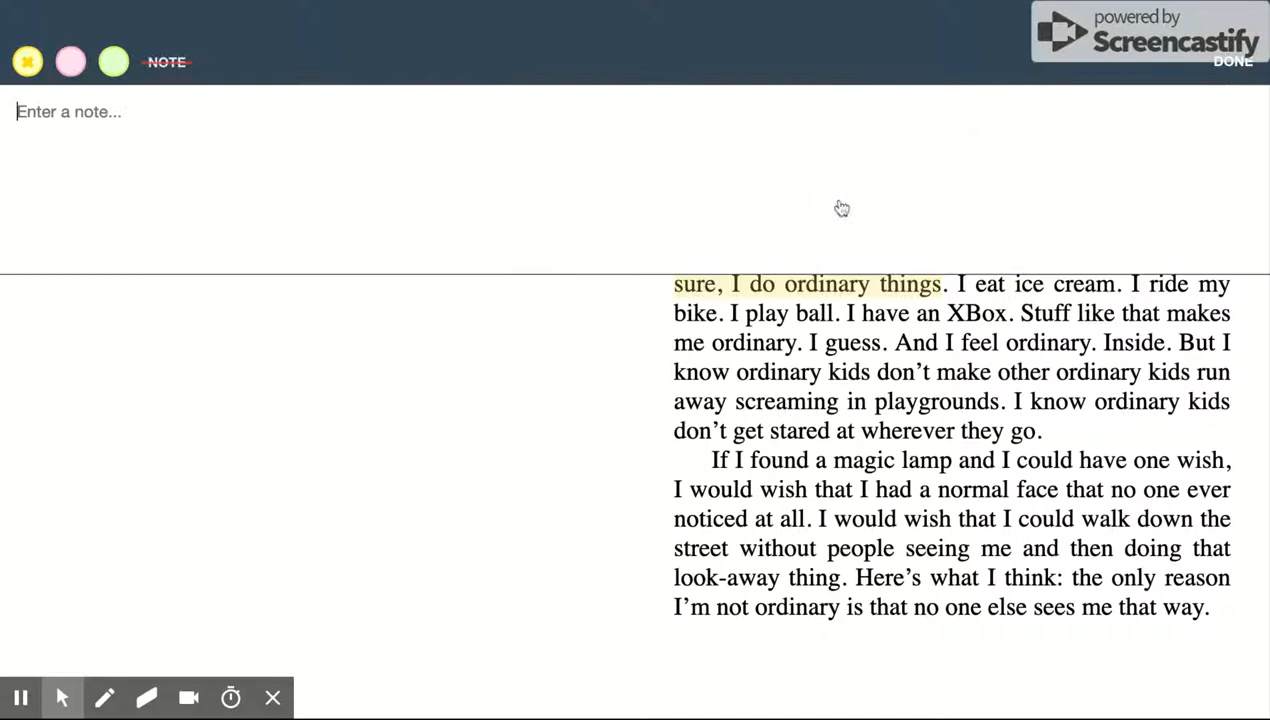 powered by
Screencastify
NOTE
DONE
Enter a note...
sure, I do ordinary things. I eat ice cream. I ride my
bike. I play ball. I have an XBox. Stuff like that makes
me ordinary. I guess. And I feel ordinary. Inside. But I
know ordinary kids don’t make other ordinary kids run
away screaming in playgrounds. I know ordinary kids
don’t get stared at wherever they go.
If I found a magic lamp and I could have one wish,
I would wish that I had a normal face that no one ever
noticed at all. I would wish that I could walk down the
street without people seeing me and then doing that
look-away thing. Here’s what I think: the only reason
I’m not ordinary is that no one else sees me that way.